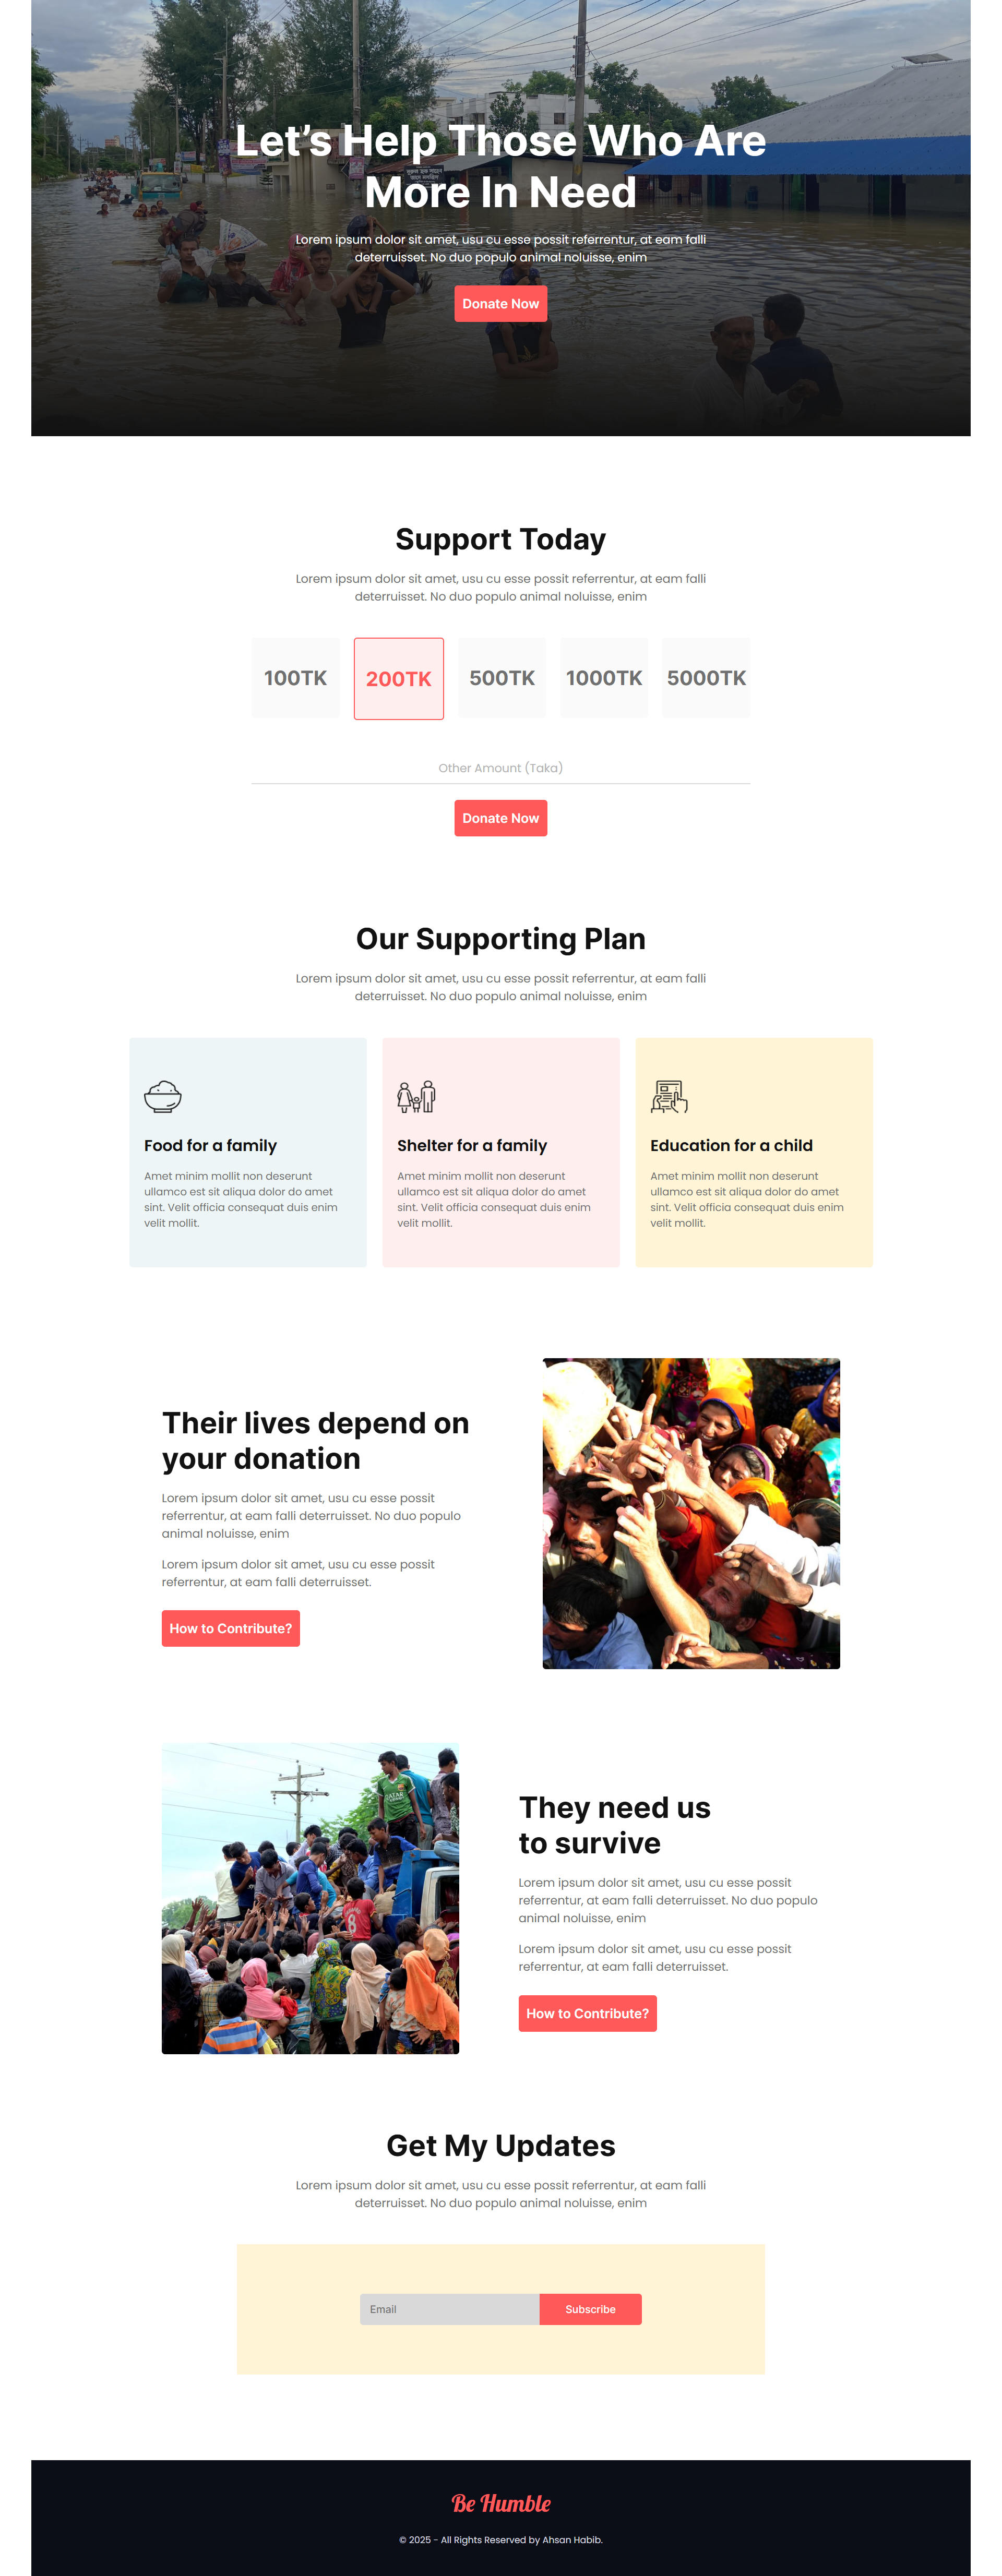 Let's Help Those Who Are
More In Need
Lorem ipsum dolor sit amet, usu cu esse possit referrentur, at eam falli
deterruisset. No duo populo animal noluisse, enim
Donate Now
Support Today
Lorem ipsum dolor sit amet, usu cu esse possit referrentur, at eam falli
deterruisset. No duo populo animal noluisse, enim
100TK
200TK
500TK
1000TK
5000TK
Other Amount (Taka)
Donate Now
Our Supporting Plan
Lorem ipsum dolor sit amet, usu cu esse possit referrentur, at eam falli
deterruisset. No duo populo animal noluisse, enim
Food for a family
Amet minim mollit non deserunt
ullamco est sit aliqua dolor do amet
sint. Velit officia consequat duis enim
velit mollit.
Shelter for a family
Amet minim mollit non deserunt
ullamco est sit aliqua dolor do amet
sint. Velit officia consequat duis enim
velit mollit.
Education for a child
Amet minim mollit non deserunt
ullamco est sit aliqua dolor do amet
sint. Velit officia consequat duis enim
velit mollit.
Their lives depend on
your donation
Lorem ipsum dolor sit amet, usu cu esse possit
referrentur, at eam falli deterruisset. No duo populo
animal noluisse, enim
Lorem ipsum dolor sit amet, usu cu esse possit
referrentur, at eam falli deterruisset.
How to Contribute?
QATAR
8
They need us
to survive
Lorem ipsum dolor sit amet, usu cu esse possit
referrentur, at eam falli deterruisset. No duo populo
animal noluisse, enim
Lorem ipsum dolor sit amet, usu cu esse possit
referrentur, at eam falli deterruisset.
How to Contribute?
Get My Updates
Lorem ipsum dolor sit amet, usu cu esse possit referrentur, at eam falli
deterruisset. No duo populo animal noluisse, enim
Email
Subscribe
Be Humble
© 2025 - All Rights Reserved by Ahsan Habib.